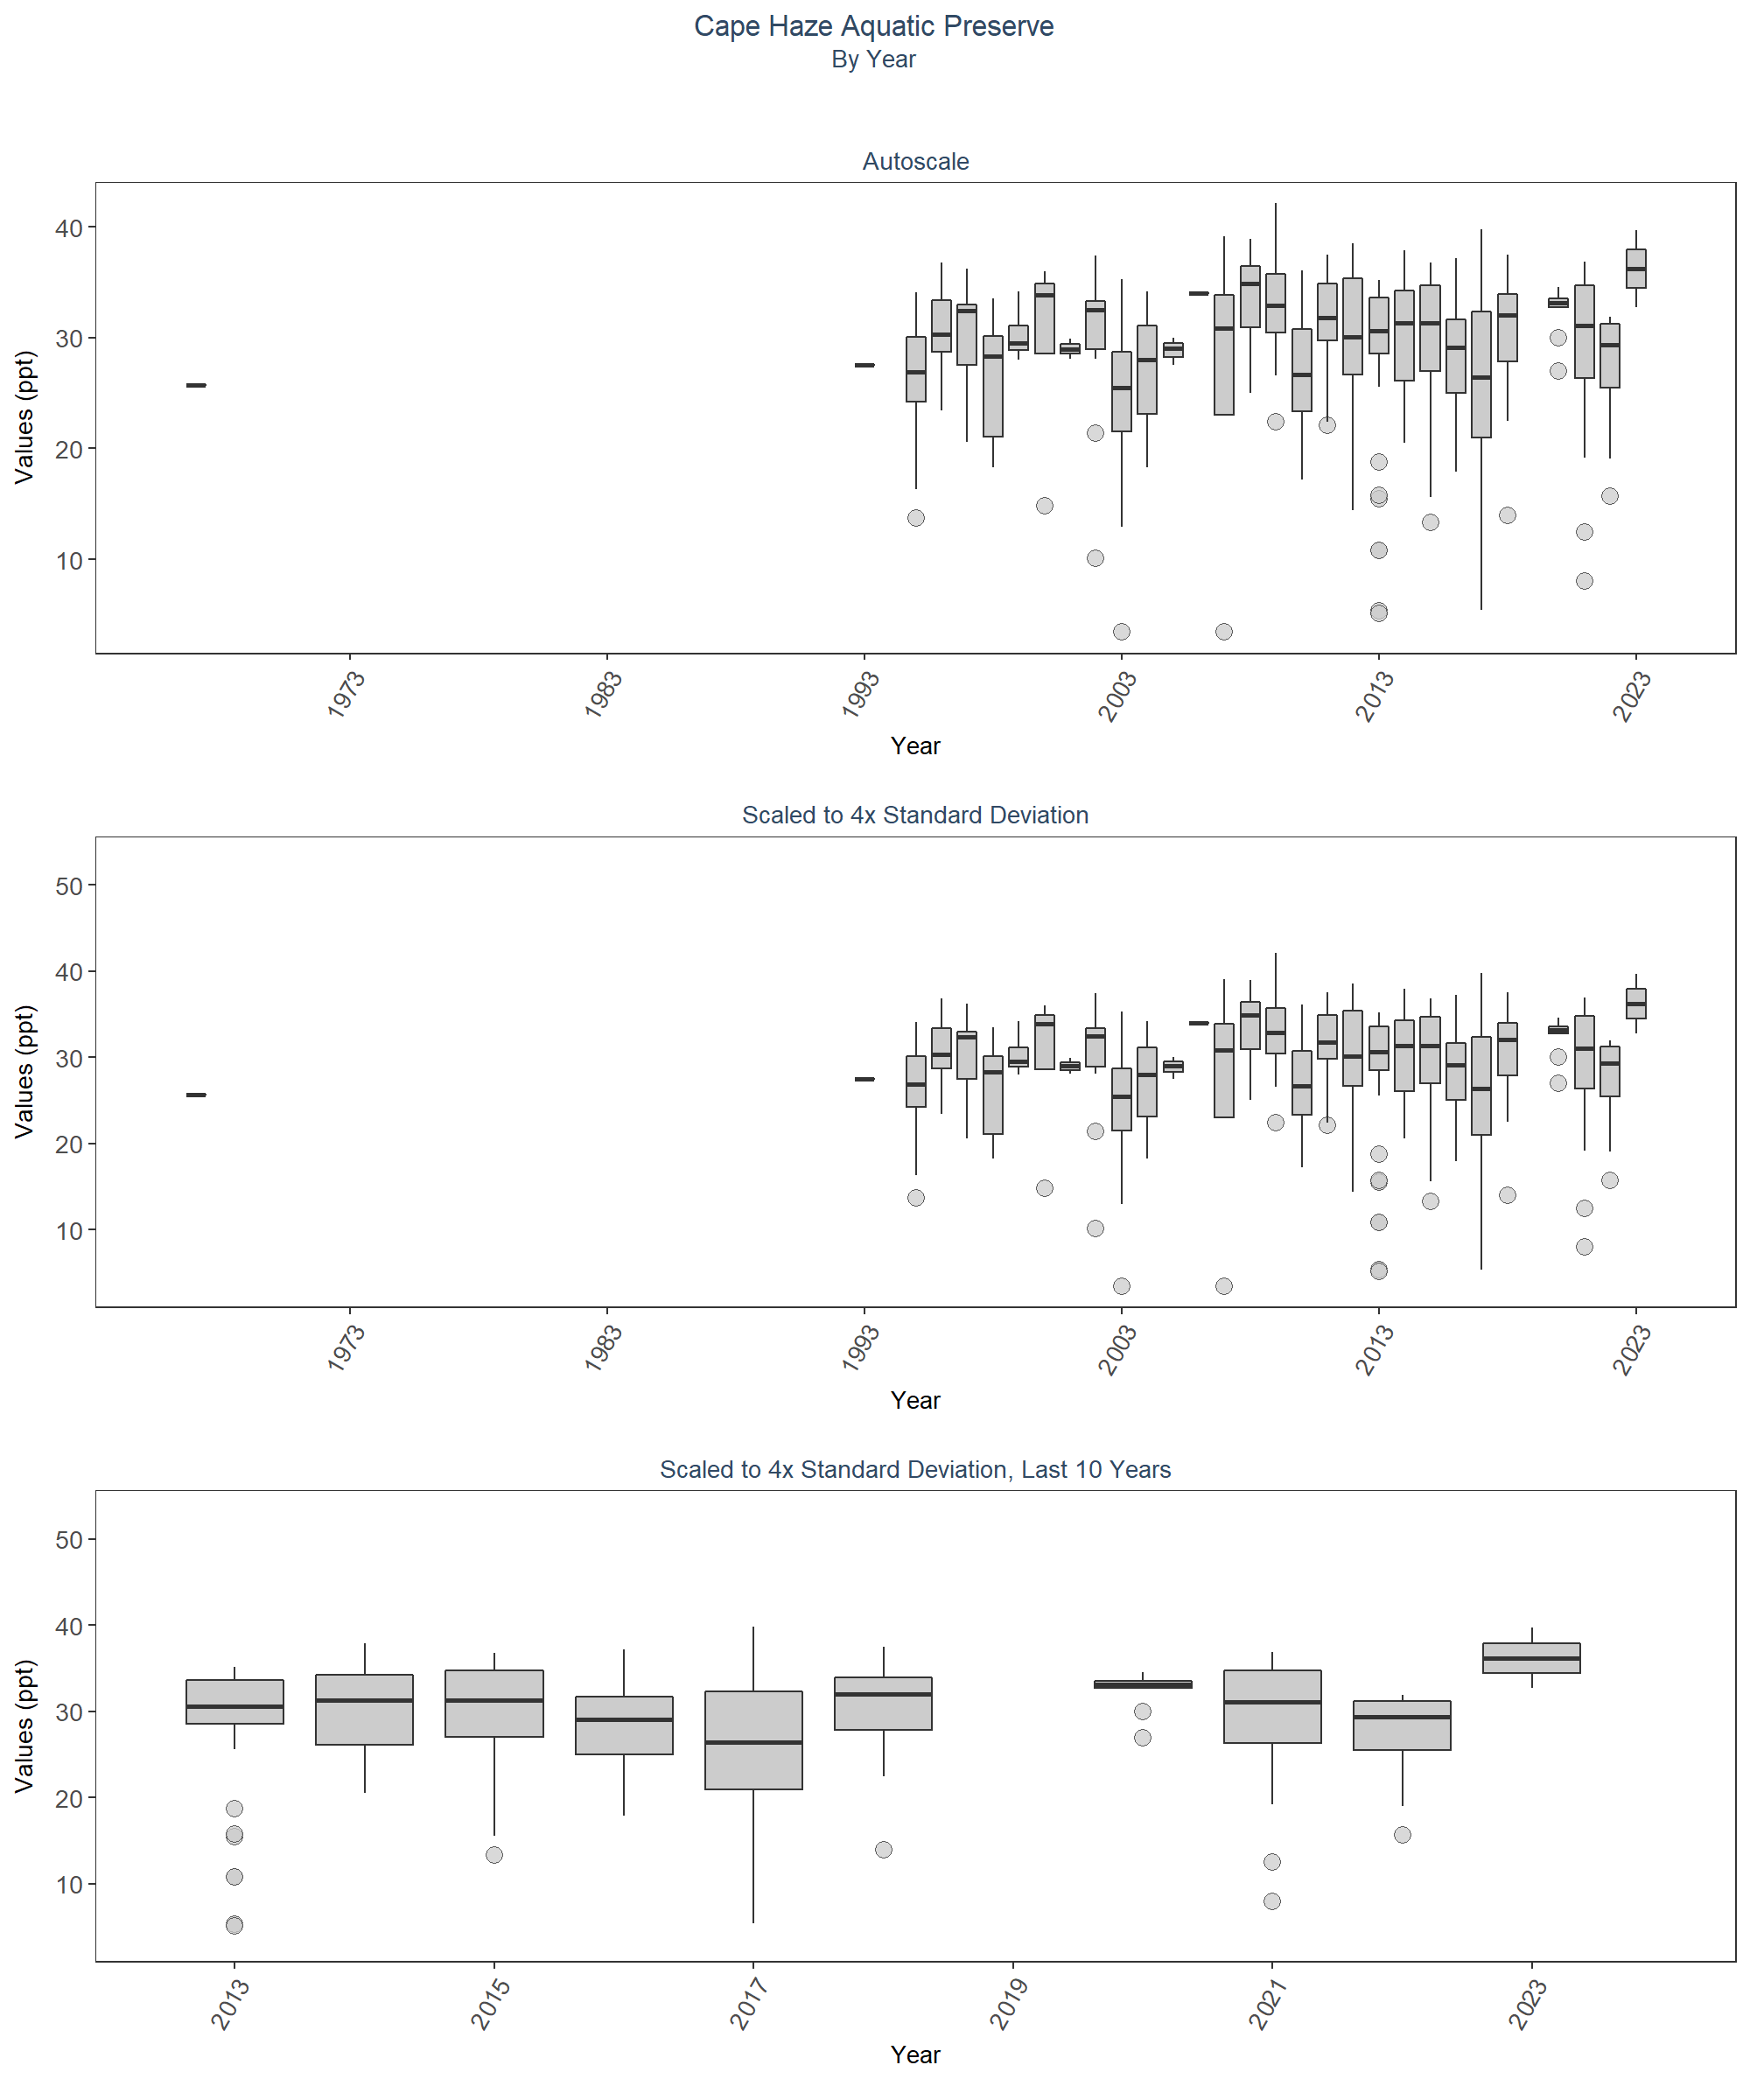 Cape Haze Aquatic Preserve
By Year
Autoscale
Values (ppt)
40
30
20
10
1973
1983
1993
2003
2013
2023
Year
Scaled to 4x Standard Deviation
Values (ppt)
50
40
30
20
10
1973
1983
1993
2003
2013
2023
Year
Scaled to 4x Standard Deviation, Last 10 Years
Values (ppt)
50
40
30
20
10
2013
2015
2017
2019
2021
2023
Year